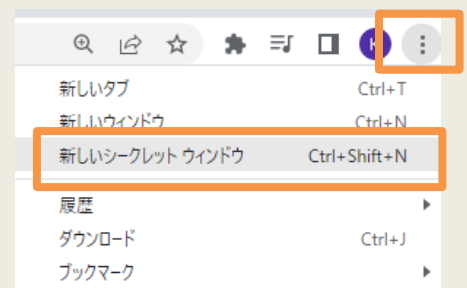 K
新しいタブ Ctrl+T
新しいウィンドウ Ctrl+N
新しいシークレット ウィンドウ Ctrl+Shift+N
履歴
ダウンロード Ctrl+J
ブックマーク